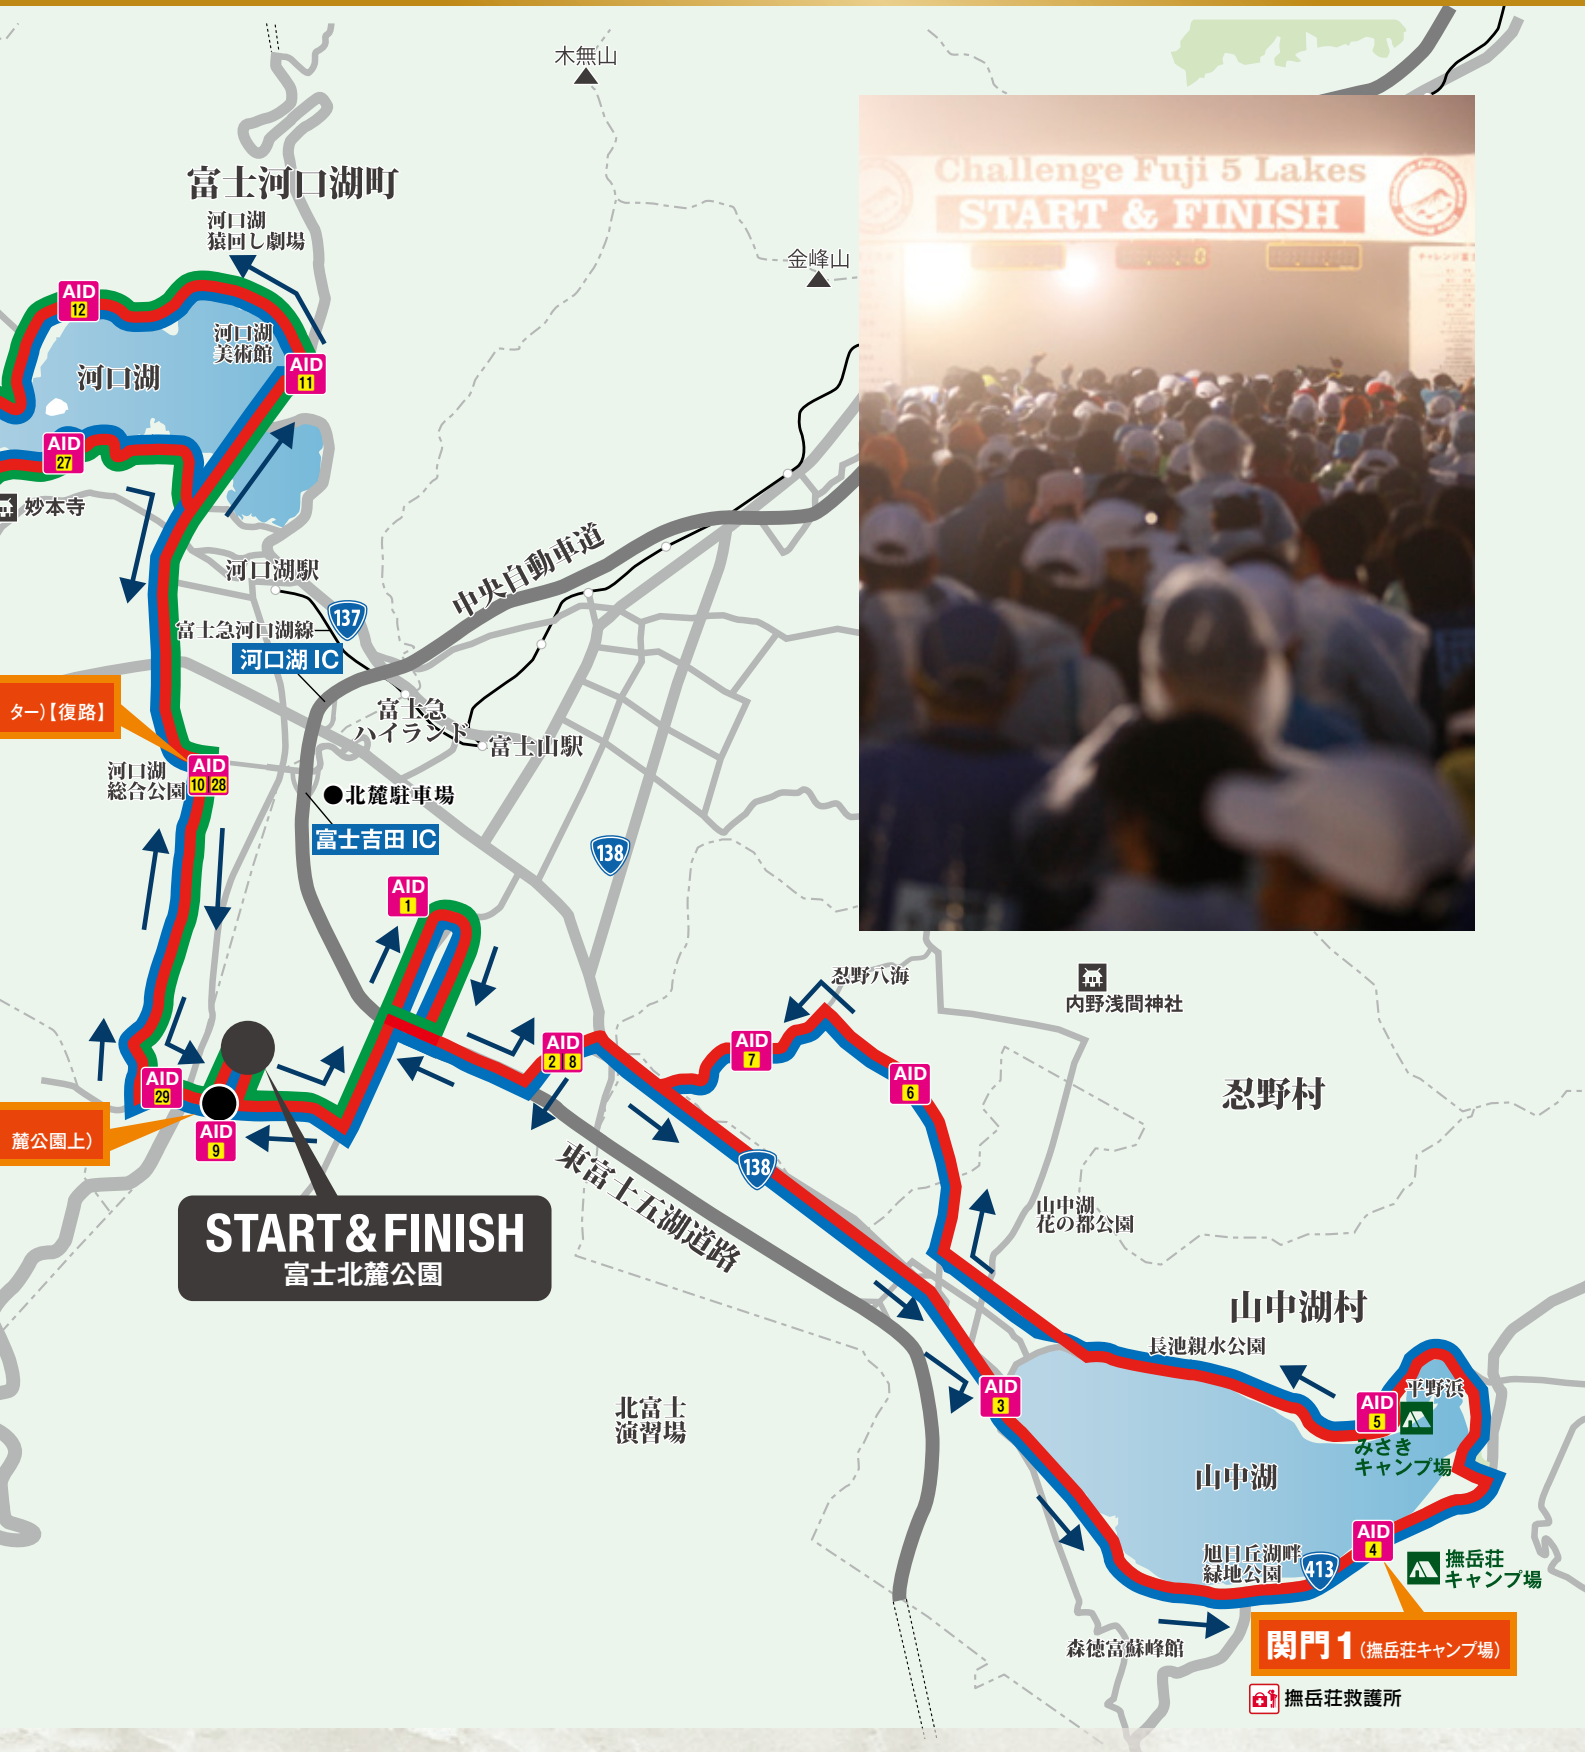 木無山
富士河口湖町
河口湖
猿回し劇場
金峰山
Challenge Fuji 5 Lakes
START & FINISH
AID
12
河口湖
美術館
AID
11
河口湖
AID
27
妙本寺
中央自動車道
河口湖駅
137
富士急河口湖線
河口湖 IC
ター)【復路】
富士急
ハイランド
富士山駅
河口湖
総合公園
AID
10 28
北麓駐車場
富士吉田 IC
138
AID
1
忍野八海
内野浅間神社
AID
2 8
AID
7
AID
6
AID
29
忍野村
麓公園上)
AID
9
138
東富士五湖道路
START&FINISH
富士北麓公園
山中湖
花の都公園
山中湖村
長池親水公園
平野浜
AID
3
AID
5
みさき
キャンプ場
北富士
演習場
山中湖
AID
4
旭日丘湖畔
緑地公園
413
撫岳荘
キャンプ場
関門1(撫岳荘キャンプ場)
森徳富蘇峰館
撫岳荘救護所